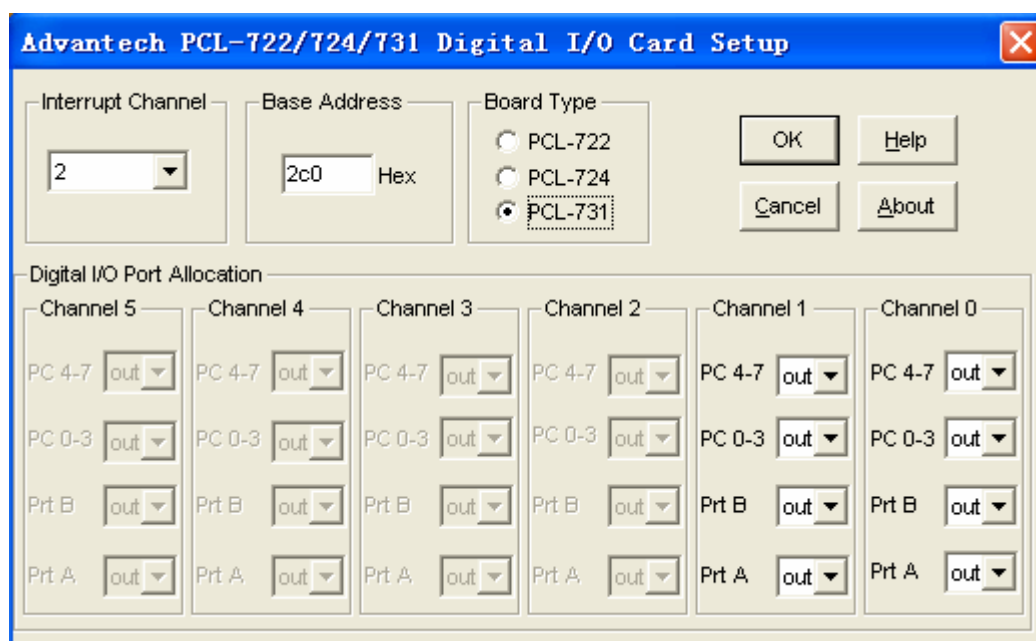 Advantech PCL-722/724/731 Digital I/O Card Setup
Interrupt Channel
2
Base Address
2c0 Hex
Board Type
PCL-722
PCL-724
PCL-731
OK
Help
Cancel
About
Digital I/O Port Allocation
Channel 5 Channel 4 Channel 3 Channel 2 Channel 1 Channel 0
PC 4-7 out PC 4-7 out PC 4-7 out PC 4-7 out PC 4-7 out PC 4-7 out
PC 0-3 out PC 0-3 out PC 0-3 out PC 0-3 out PC 0-3 out PC 0-3 out
Prt B out Prt B out Prt B out Prt B out Prt B out Prt B out
Prt A out Prt A out Prt A out Prt A out Prt A out Prt A out